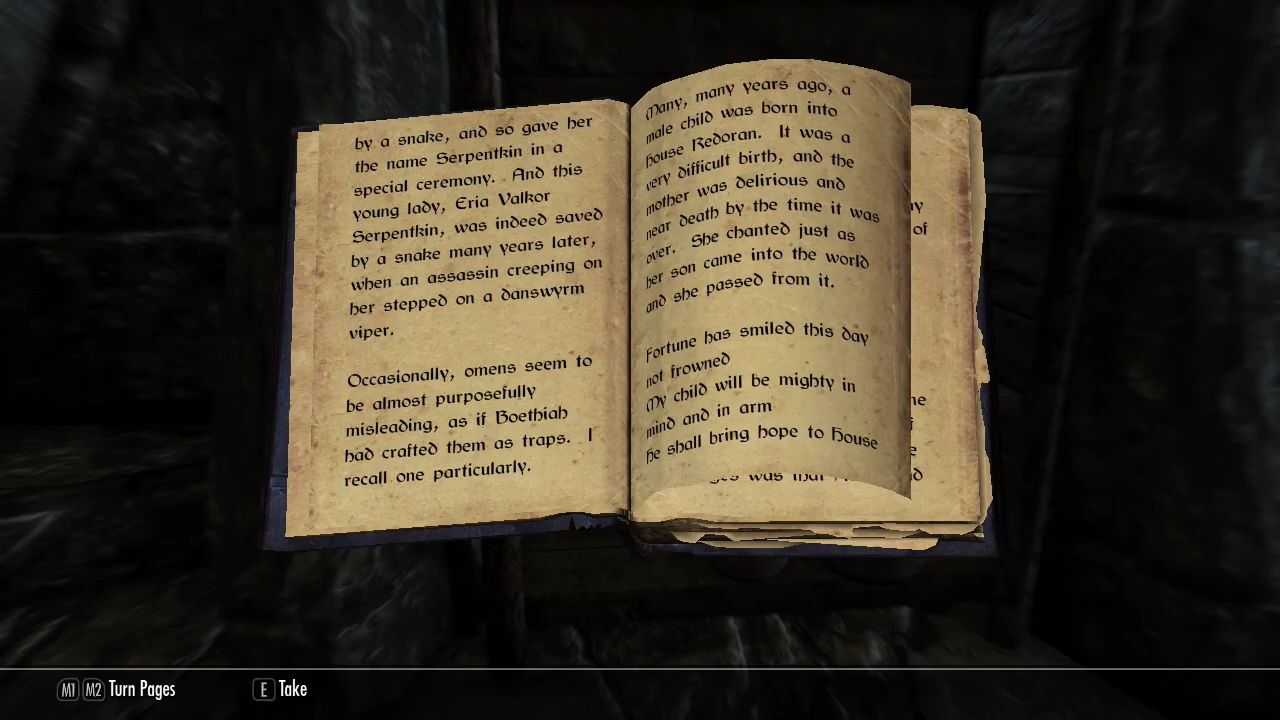 by a snake, and so gave her
the name Serpentkin in a
special ceremony. And this
young lady, Eria Valkor
Serpentkin, was indeed saved
by a snake many years later,
when an assassin creeping on
her stepped on a danswyrm
viper.
Occasionally, omens seem to
be almost purposefully
misleading, as if Boethiah
had crafted them as traps. I
recall one particularly.
Many, many years ago, a
male child was born into
House Redoran. It was a
very difficult birth, and the
mother was delirious and
near death by the time it was
over. She chanted just as
her son came into the world
and she passed from it.
Fortune has smiled this day
not frowned
My child will be mighty in
mind and in arm
He shall bring hope to House
of
was that
M1 M2 Turn Pages
E Take